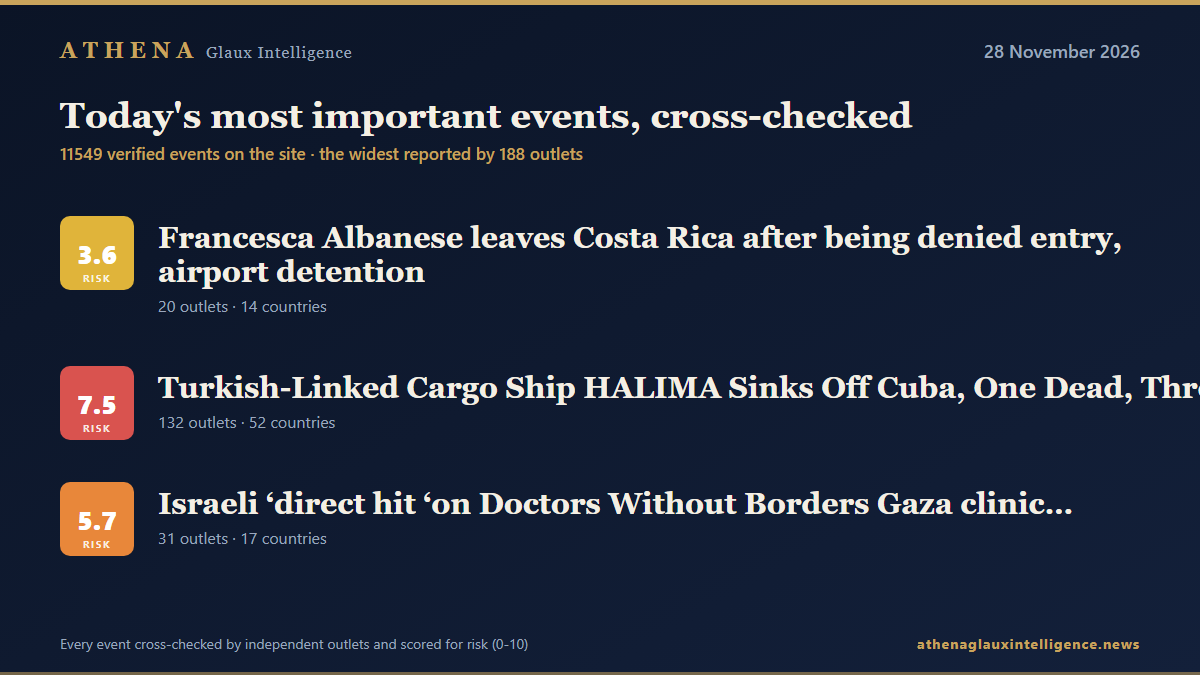 ATHENA Glaux Intelligence
28 November 2026
Today's most important events, cross-checked
11549 verified events on the site · the widest reported by 188 outlets
3.6
RISK
Francesca Albanese leaves Costa Rica after being denied entry,
airport detention
20 outlets · 14 countries
7.5
RISK
Turkish-Linked Cargo Ship HALIMA Sinks Off Cuba, One Dead,
132 outlets · 52 countries
5.7
RISK
Israeli ‘direct hit ‘on Doctors Without Borders Gaza clinic...
31 outlets · 17 countries
Every event cross-checked by independent outlets and scored for risk (0-10)
athenaglauxintelligence.news